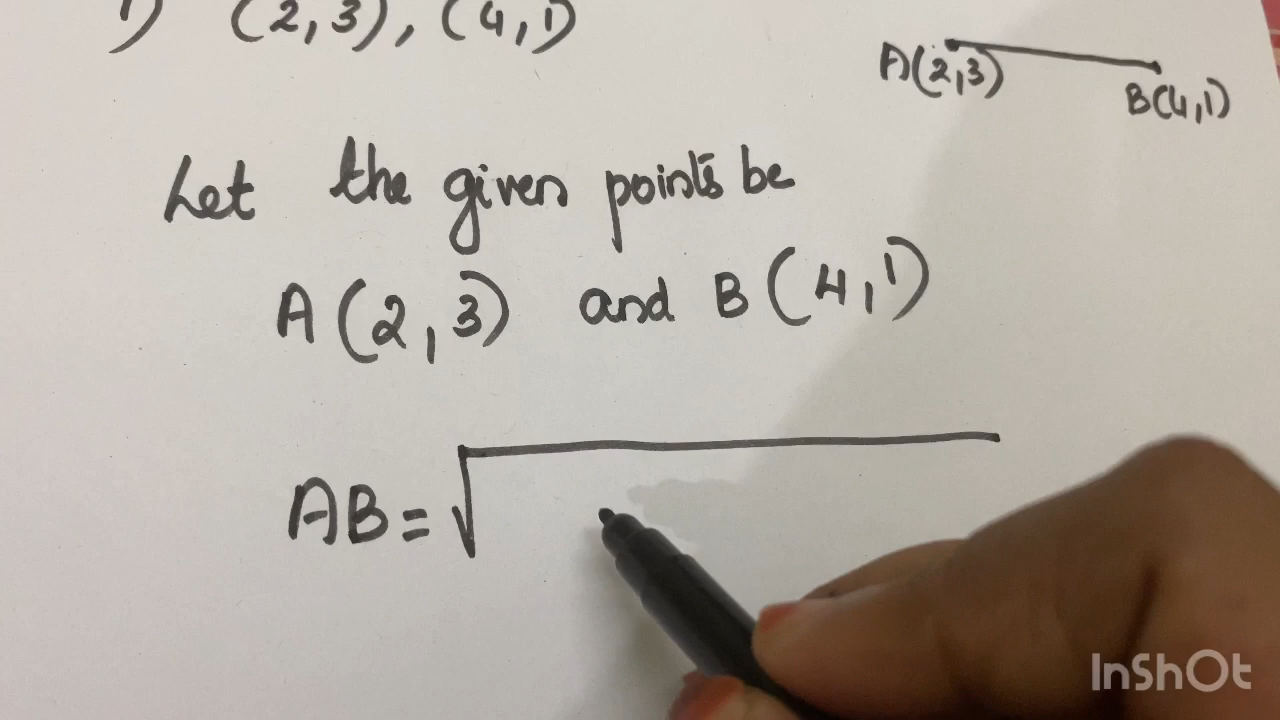 1) (2,3), (4,1)
A(2,3)
B(4,1)
Let the given points be
A(2,3) and B(4,1)
AB=√
InShOt